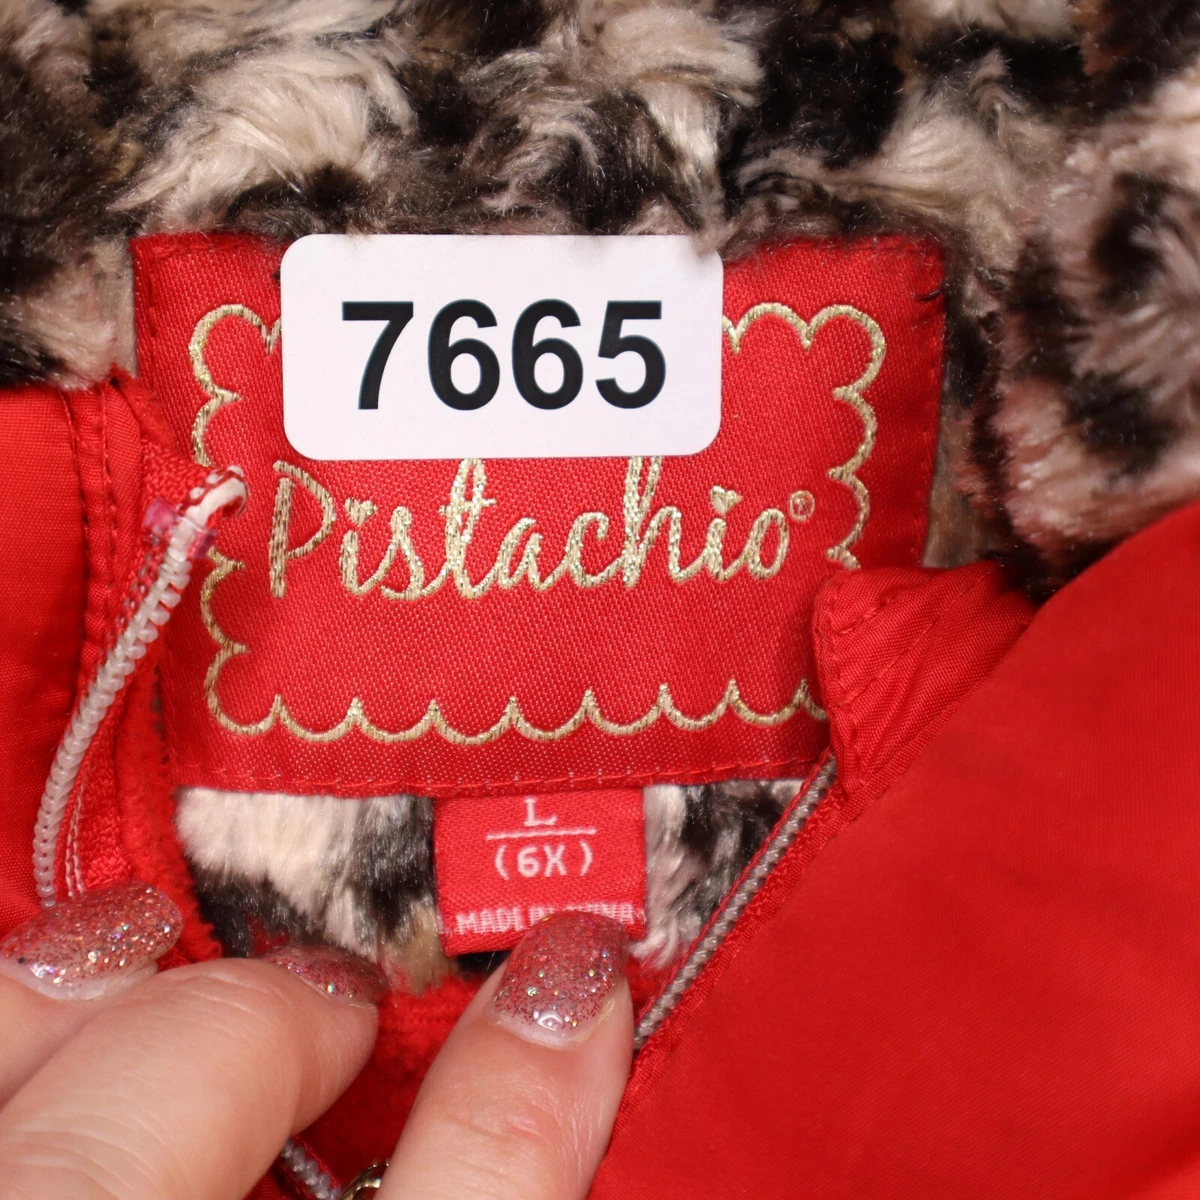 7665
Pistachio®
L
(6X)
MADE IN CHINA